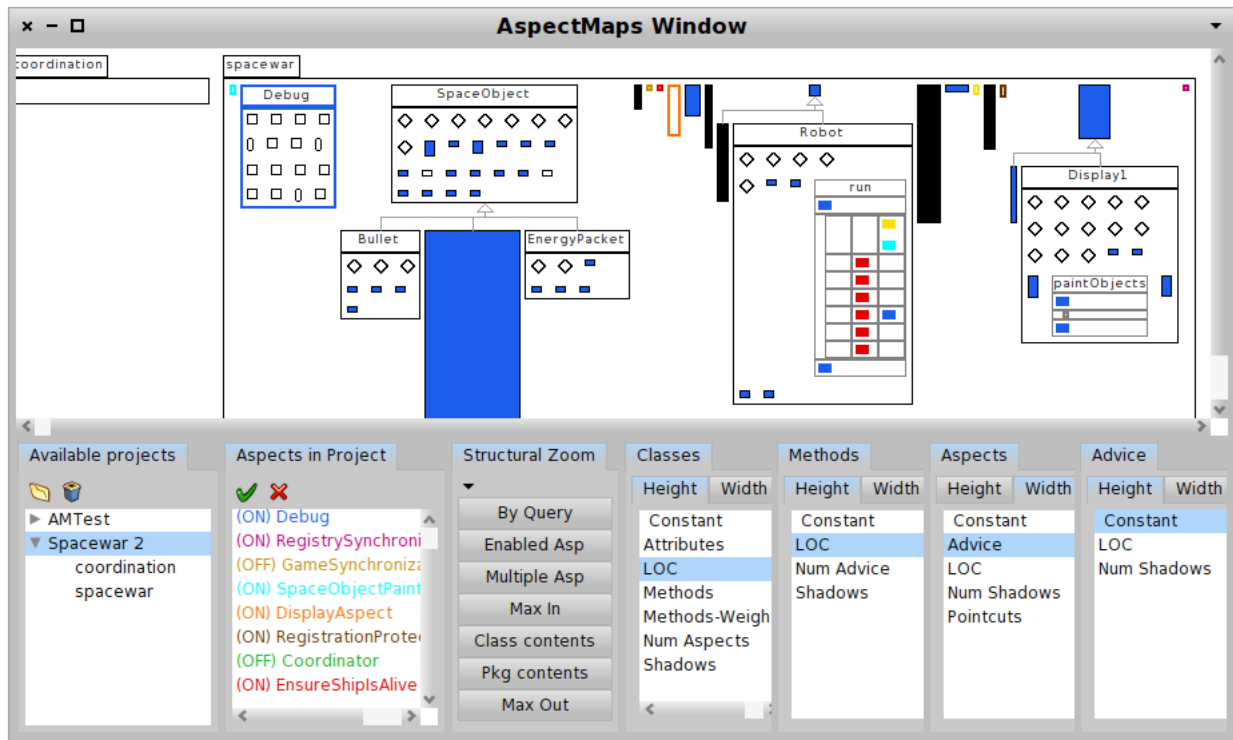 AspectMaps Window
coordination
spacewar
Debug
SpaceObject
Robot
run
Display1
Bullet
EnergyPacket
paintObjects
Available projects
AMTest
Spacewar 2
coordination
spacewar
Aspects in Project
(ON) Debug
(ON) RegistrySynchroni
(OFF) GameSynchroniza
(ON) SpaceObjectPaint
(ON) DisplayAspect
(ON) RegistrationProte
(OFF) Coordinator
(ON) EnsureShipIsAlive
Structural Zoom
By Query
Enabled Asp
Multiple Asp
Max In
Class contents
Pkg contents
Max Out
Classes
Height Width
Constant
Attributes
LOC
Methods
Methods-Weigh
Num Aspects
Shadows
Methods
Height Width
Constant
LOC
Num Advice
Shadows
Aspects
Height Width
Constant
Advice
LOC
Num Shadows
Pointcuts
Advice
Height Width
Constant
LOC
Num Shadows